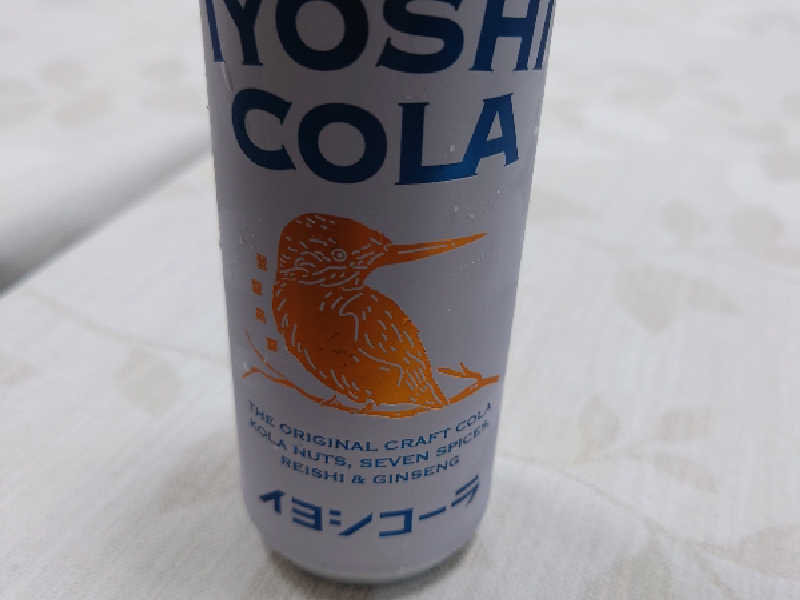 IYOSHI
COLA
THE ORIGINAL CRAFT COLA
KOLA NUTS, SEVEN SPICES,
REISHI & GINSENG
イヨシコーラ